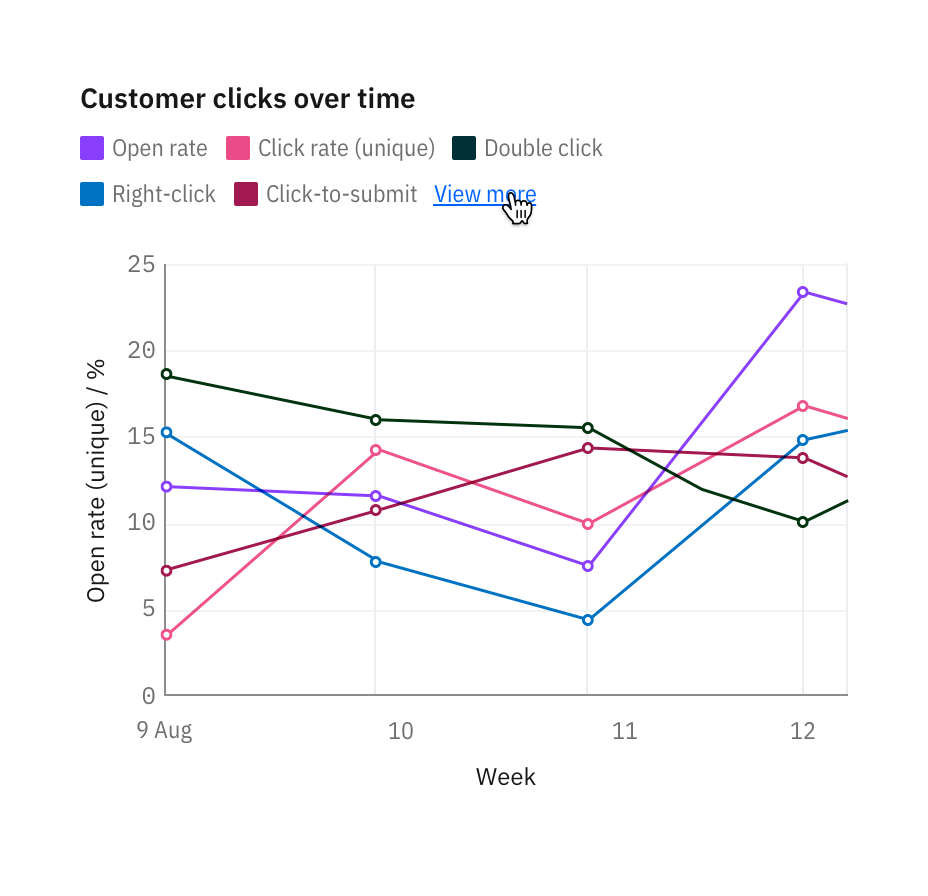 Customer clicks over time
Open rate Click rate (unique) Double click
Right-click Click-to-submit View more
25
20
15
10
5
0
Open rate (unique) / %
9 Aug 10 11 12
Week